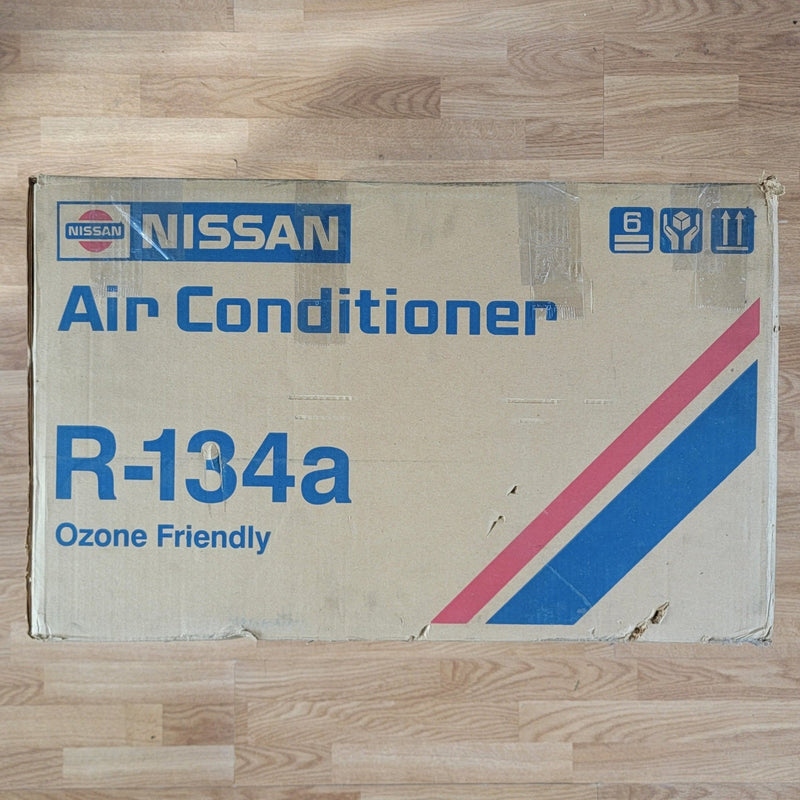 NISSAN NISSAN
6
Air Conditioner
R-134a
Ozone Friendly